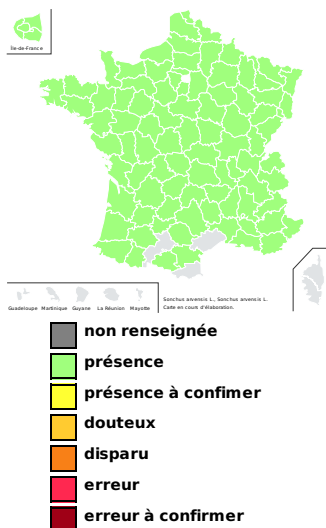 Île-de-France
Guadeloupe Martinique Guyane La Réunion Mayotte
Sonchus arvensis L., Sonchus arvensis L.
Carte en cours d'élaboration.
non renseignée
présence
présence à confimer
douteux
disparu
erreur
erreur à confirmer